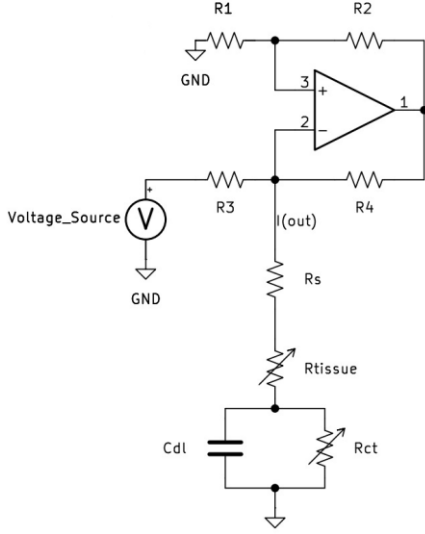 R1
R2
GND
3
+
1
2
−
+
Voltage_Source
V
R3
R4
I(out)
GND
Rs
Rtissue
Cdl
Rct